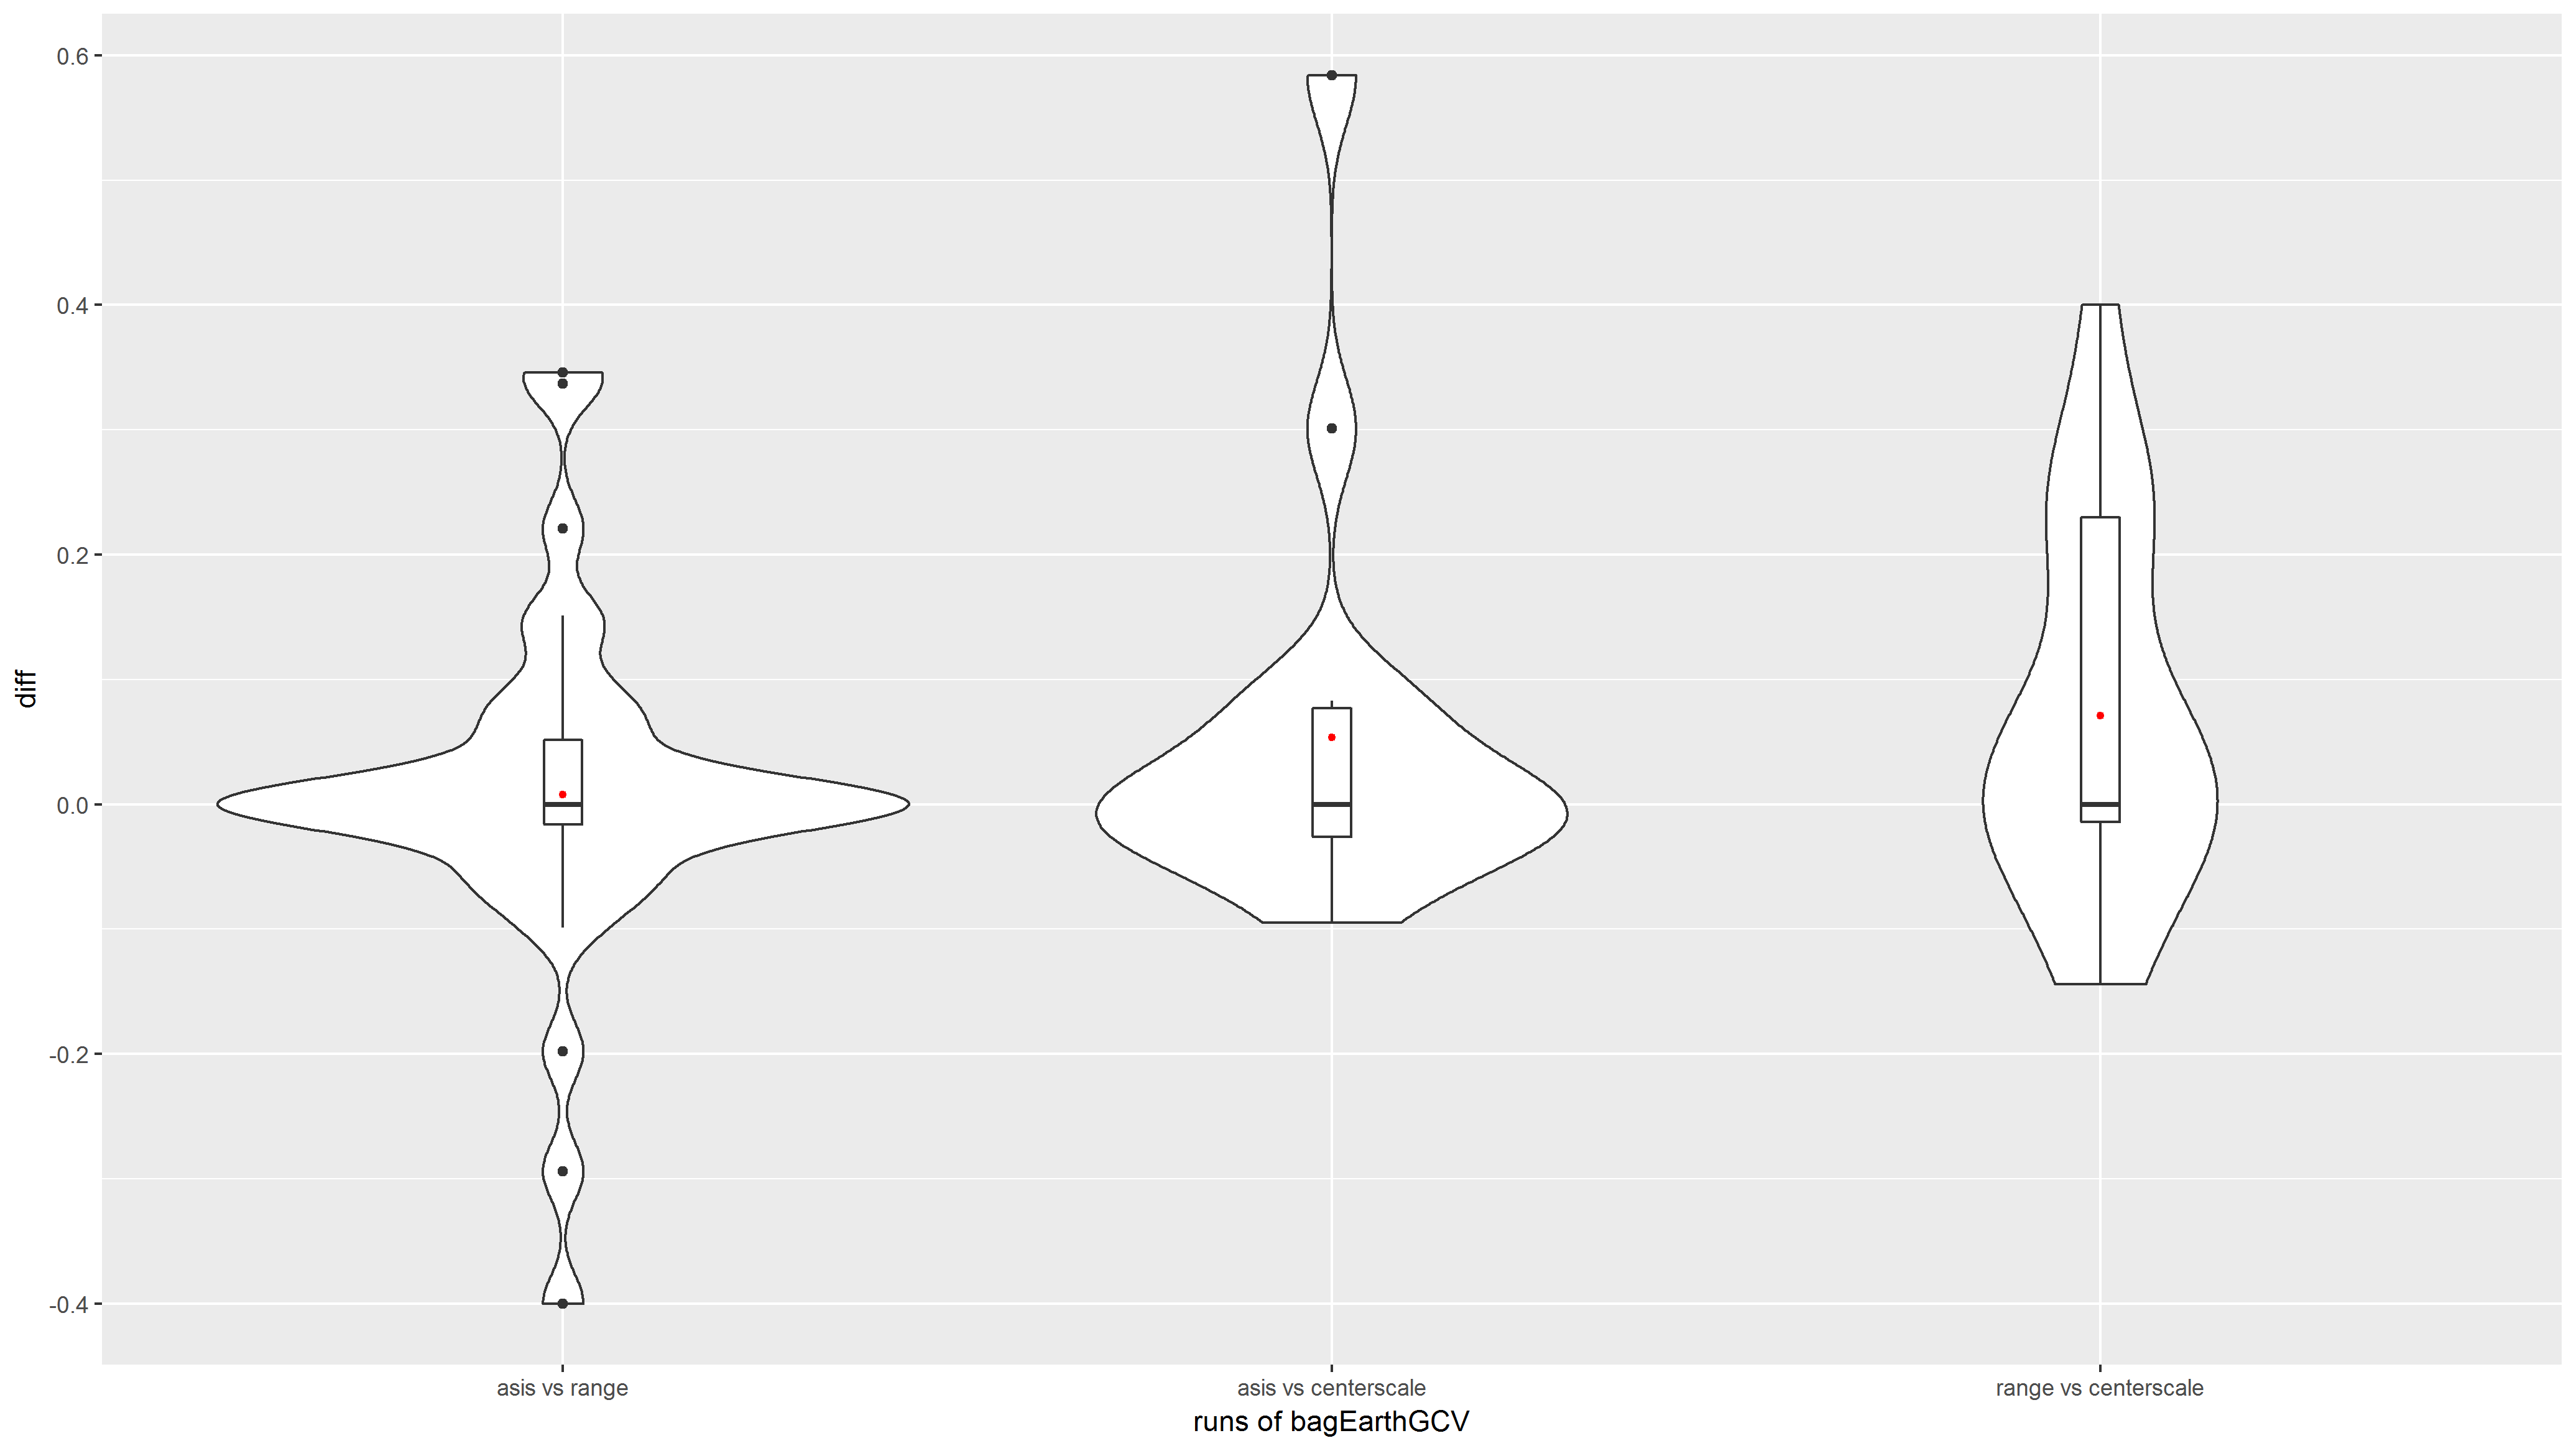 0.6
0.4
0.2
0.0
-0.2
-0.4
diff
asis vs range
asis vs centerscale
range vs centerscale
runs of bagEarthGCV